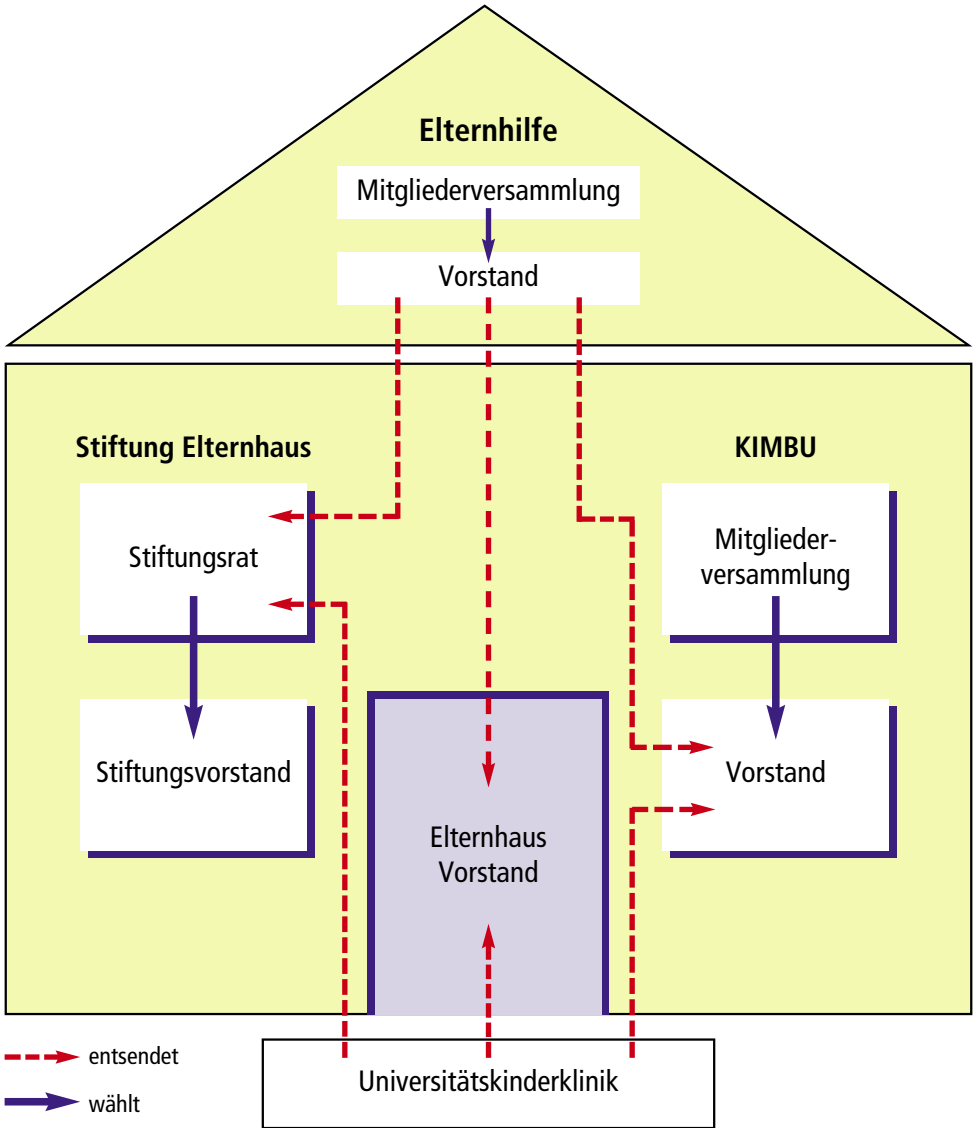 Elternhilfe
Mitgliederversammlung
Vorstand
Stiftung Elternhaus
Stiftungsrat
Stiftungsvorstand
KIMBU
Mitglieder-
versammlung
Vorstand
Elternhaus
Vorstand
entsendet
wählt
Universitätskinderklinik